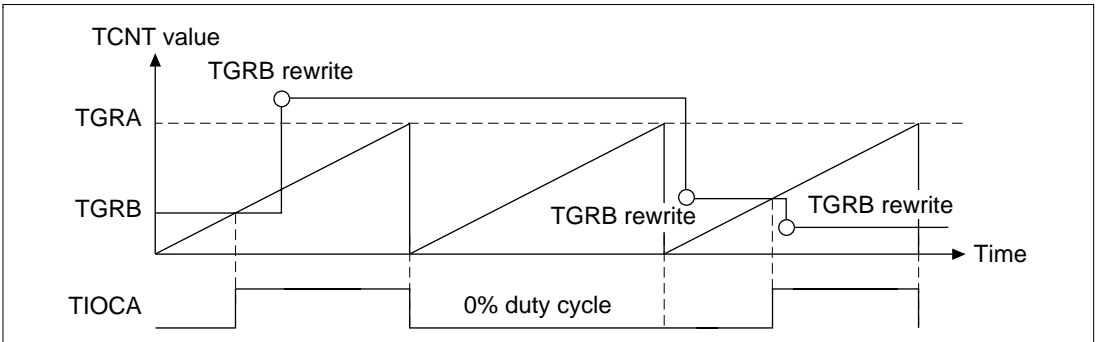 TCNT value
TGRB rewrite
TGRA
TGRB
TGRB rewrite
TGRB rewrite
Time
TIOCA
0% duty cycle